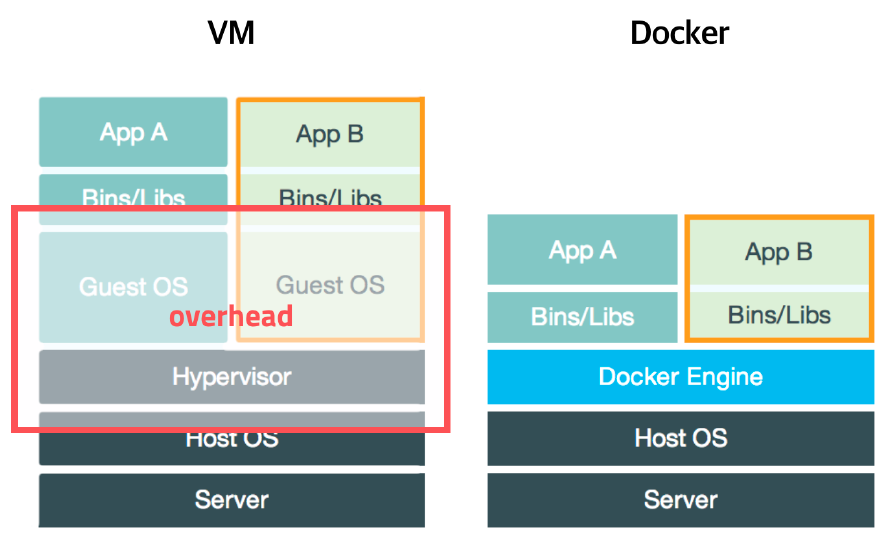 VM
App A
App B
Bins/Libs
Bins/Libs
Guest OS
Guest OS
overhead
Hypervisor
Host OS
Server
Docker
App A
App B
Bins/Libs
Bins/Libs
Docker Engine
Host OS
Server